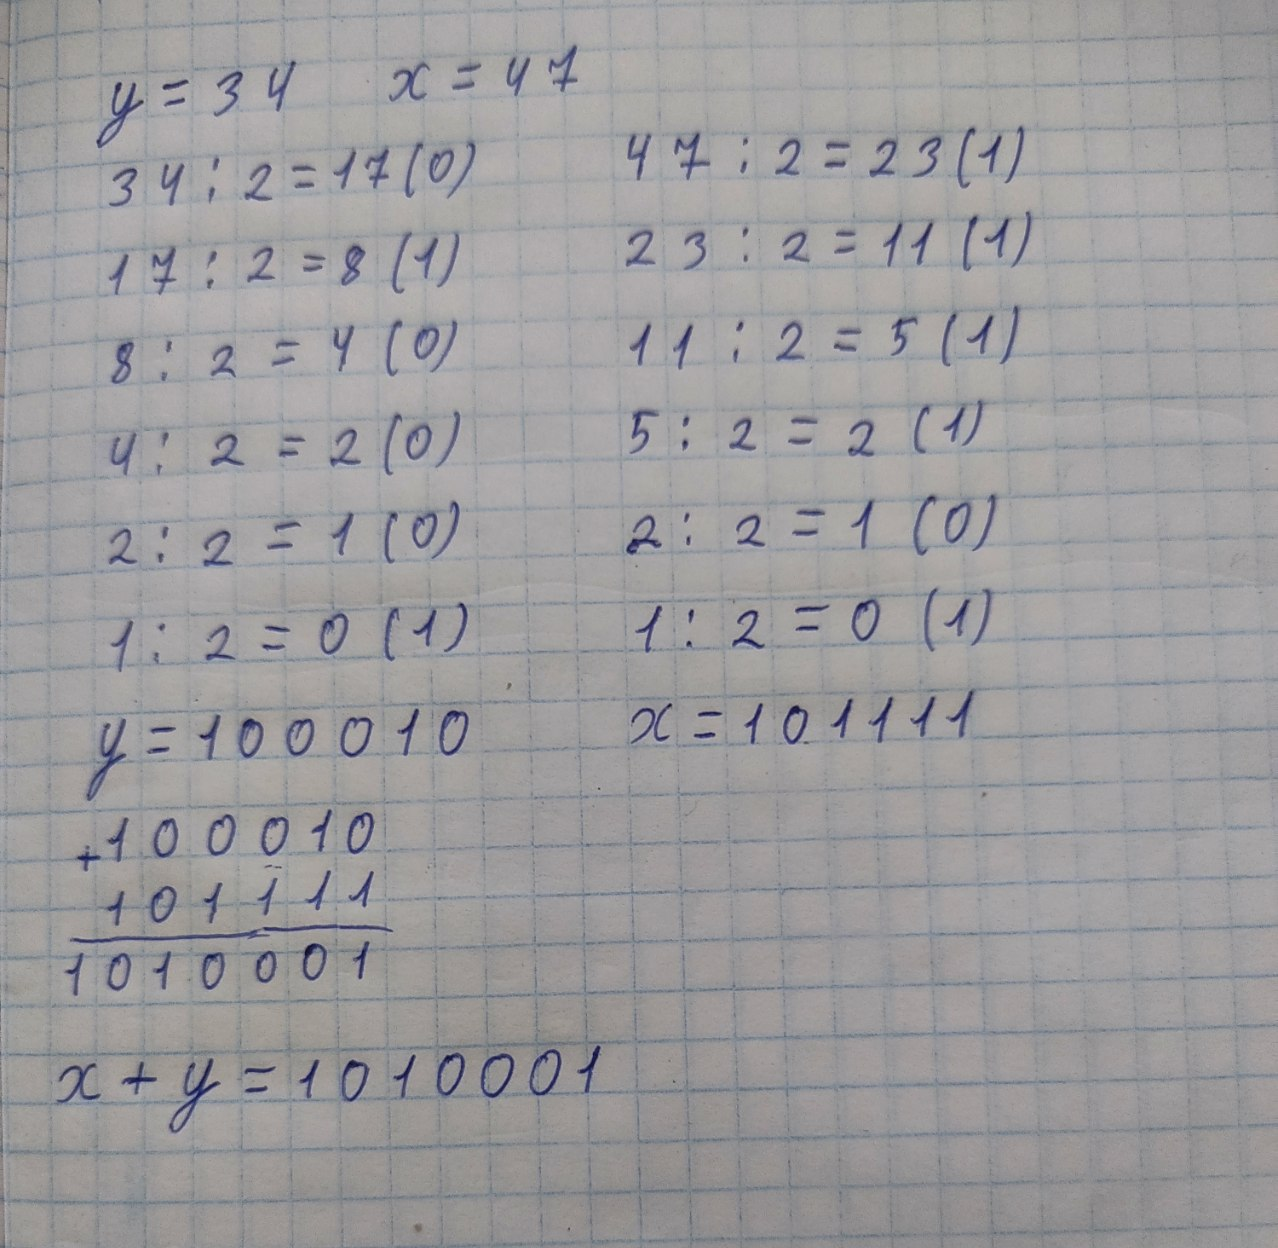 y = 34 x = 47
34 : 2 = 17 (0) 47 : 2 = 23 (1)
17 : 2 = 8 (1) 23 : 2 = 11 (1)
8 : 2 = 4 (0) 11 : 2 = 5 (1)
4 : 2 = 2 (0) 5 : 2 = 2 (1)
2 : 2 = 1 (0) 2 : 2 = 1 (0)
1 : 2 = 0 (1) 1 : 2 = 0 (1)
y = 100010 x = 101111
+100010
101111
1010001
x + y = 1010001